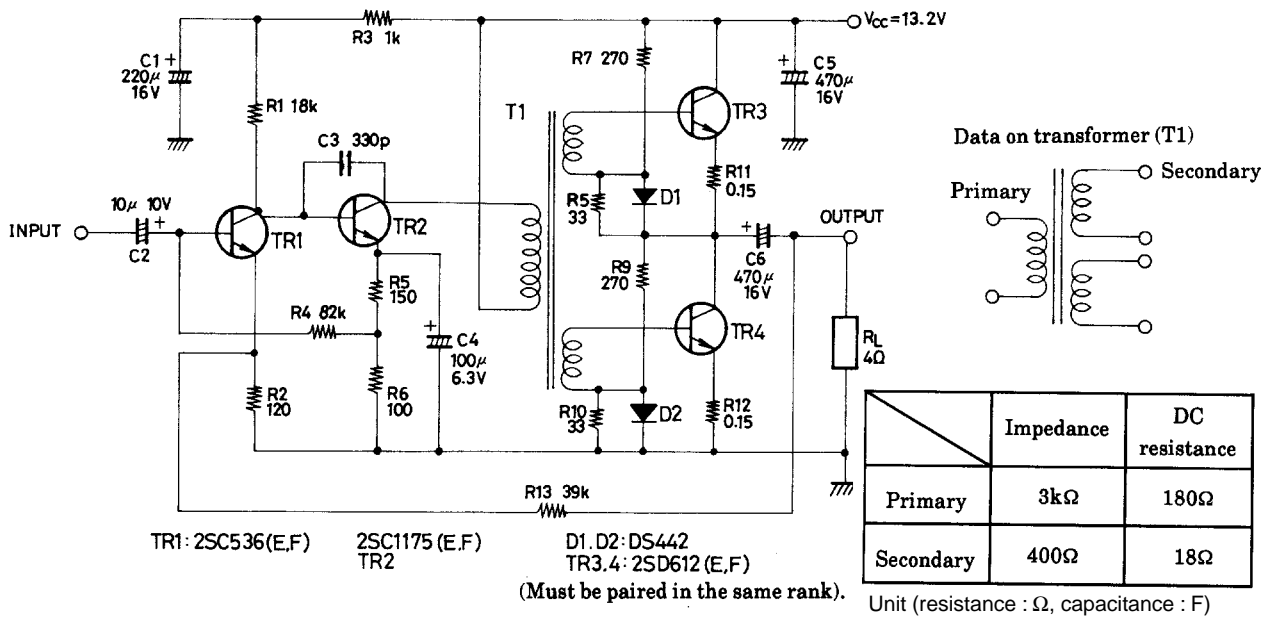 VCC=13.2V
R3 1k
C1 +
220μ
16V
R1 18k
C3 330p
10μ 10V
+
INPUT
C2
TR1
TR2
R5
150
R4 82k
+
C4
100μ
6.3V
R2
120
R6
100
R13 39k
T1
R7 270
TR3
+
C5
470μ
16V
R11
0.15
R5
33
D1
+
C6
470μ
16V
OUTPUT
R9
270
TR4
RL
4Ω
R10
33
D2
R12
0.15
TR1: 2SC536(E,F)
2SC1175(E,F)
TR2
D1. D2: DS442
TR3,4: 2SD612(E,F)
(Must be paired in the same rank).
Data on transformer (T1)
Primary
Secondary
Impedance
DC
resistance
Primary
3kΩ
180Ω
Secondary
400Ω
18Ω
Unit (resistance : Ω, capacitance : F)